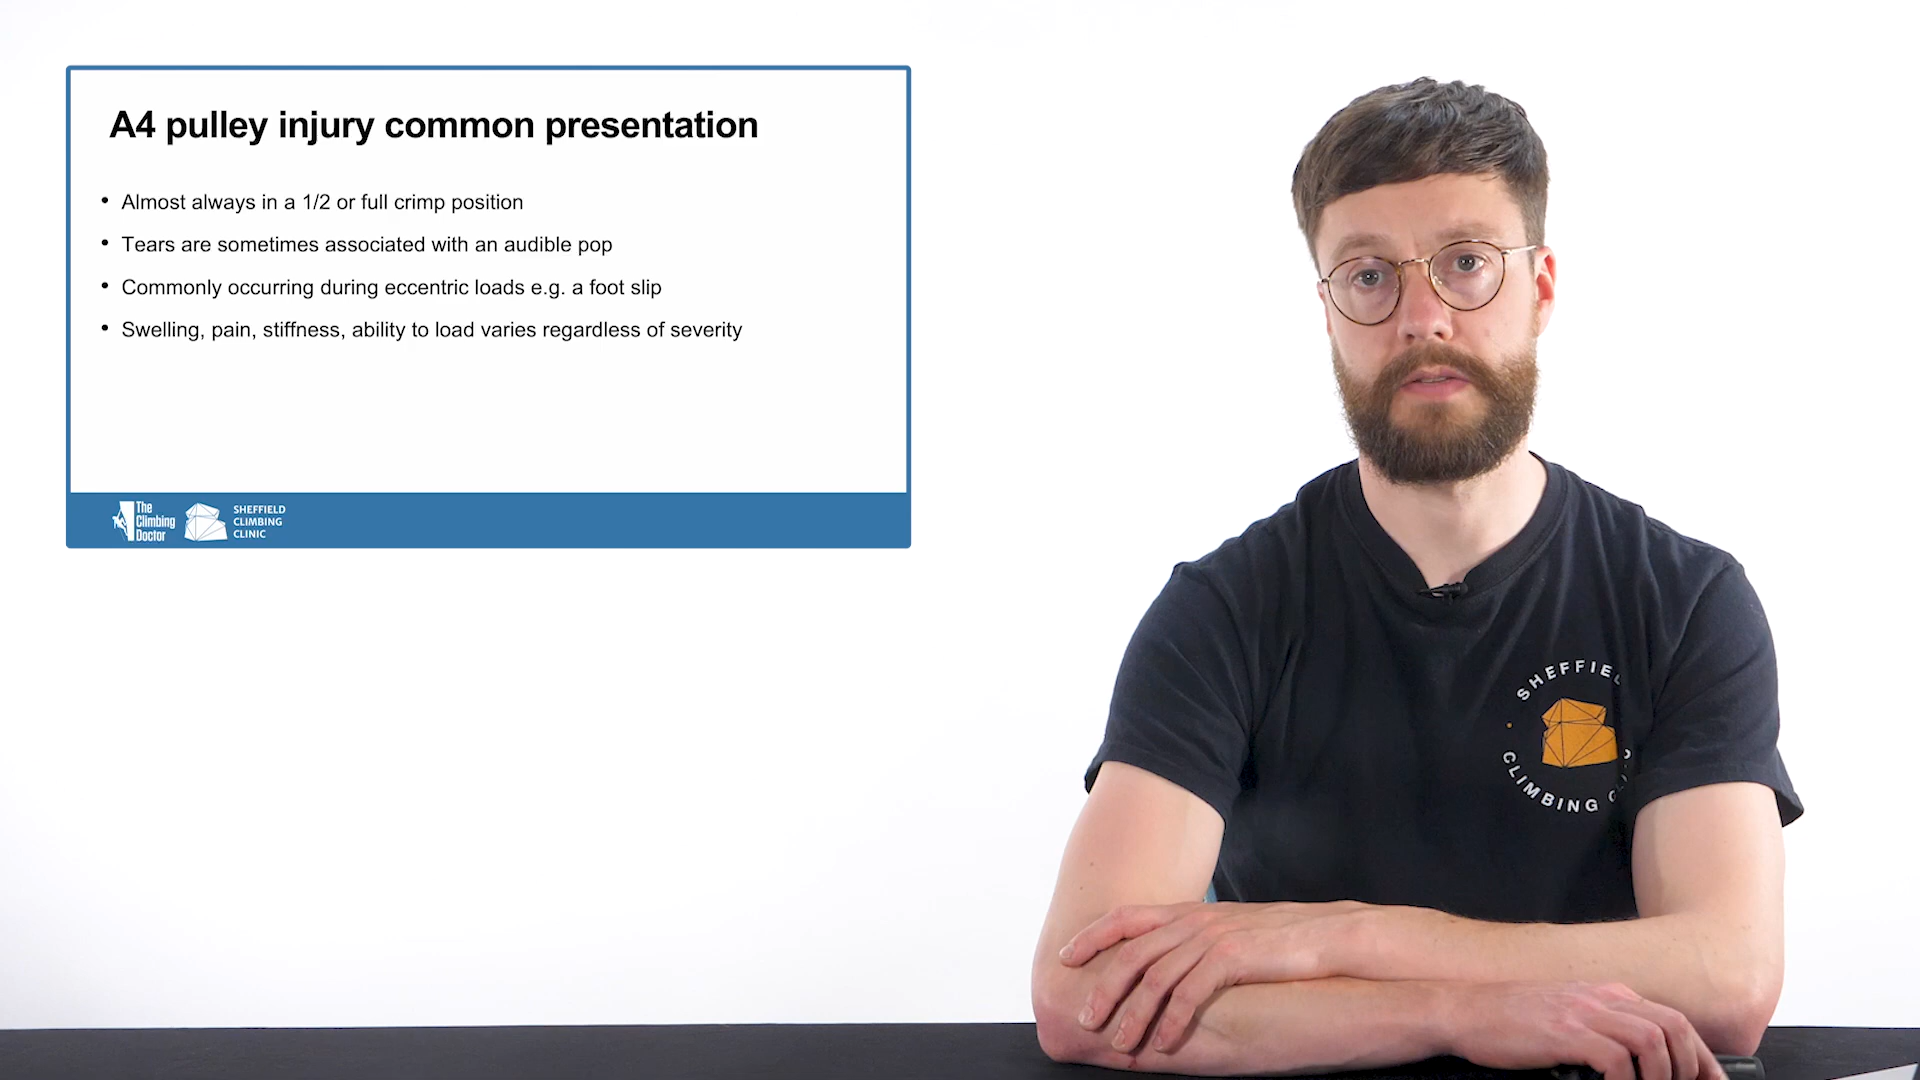 A4 pulley injury common presentation
• Almost always in a 1/2 or full crimp position
• Tears are sometimes associated with an audible pop
• Commonly occurring during eccentric loads e.g. a foot slip
• Swelling, pain, stiffness, ability to load varies regardless of severity
The
Climbing
Doctor
SHEFFIELD
CLIMBING
CLINIC
SHEFFIEL
CLIMBING